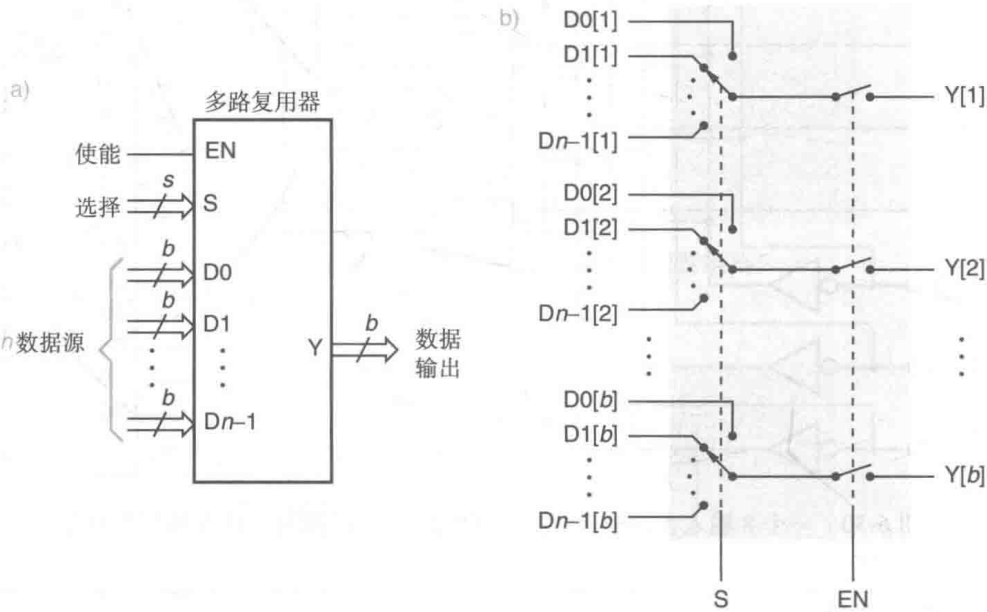 a)
多路复用器
使能
EN
s
选择
S
b
D0
b
D1
n数据源
b
Dn–1
Y
b
数据
输出
b)
D0[1]
D1[1]
Dn–1[1]
Y[1]
D0[2]
D1[2]
Dn–1[2]
Y[2]
D0[b]
D1[b]
Dn–1[b]
Y[b]
S
EN